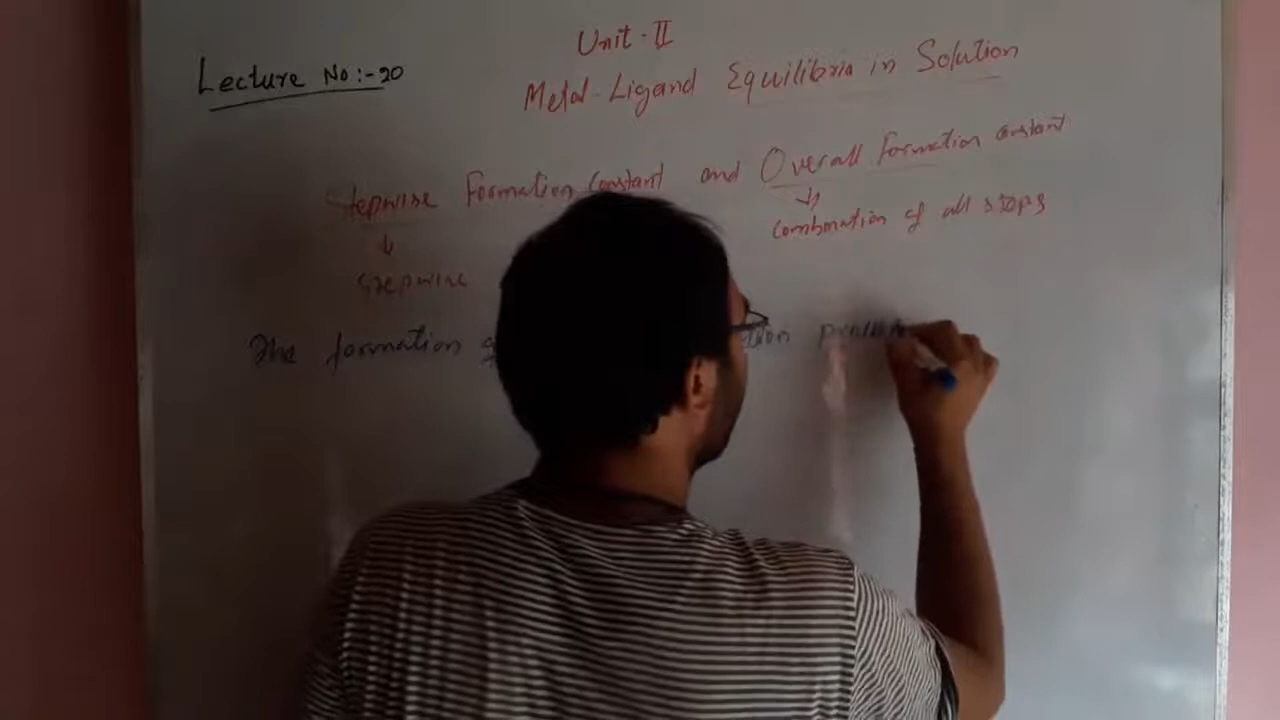 Unit-II
Lecture No:-20
Metal-Ligand Equilibria in Solution
Stepwise Formation Constant and Overall Formation constant
Combination of all steps
Stepwise
The formation